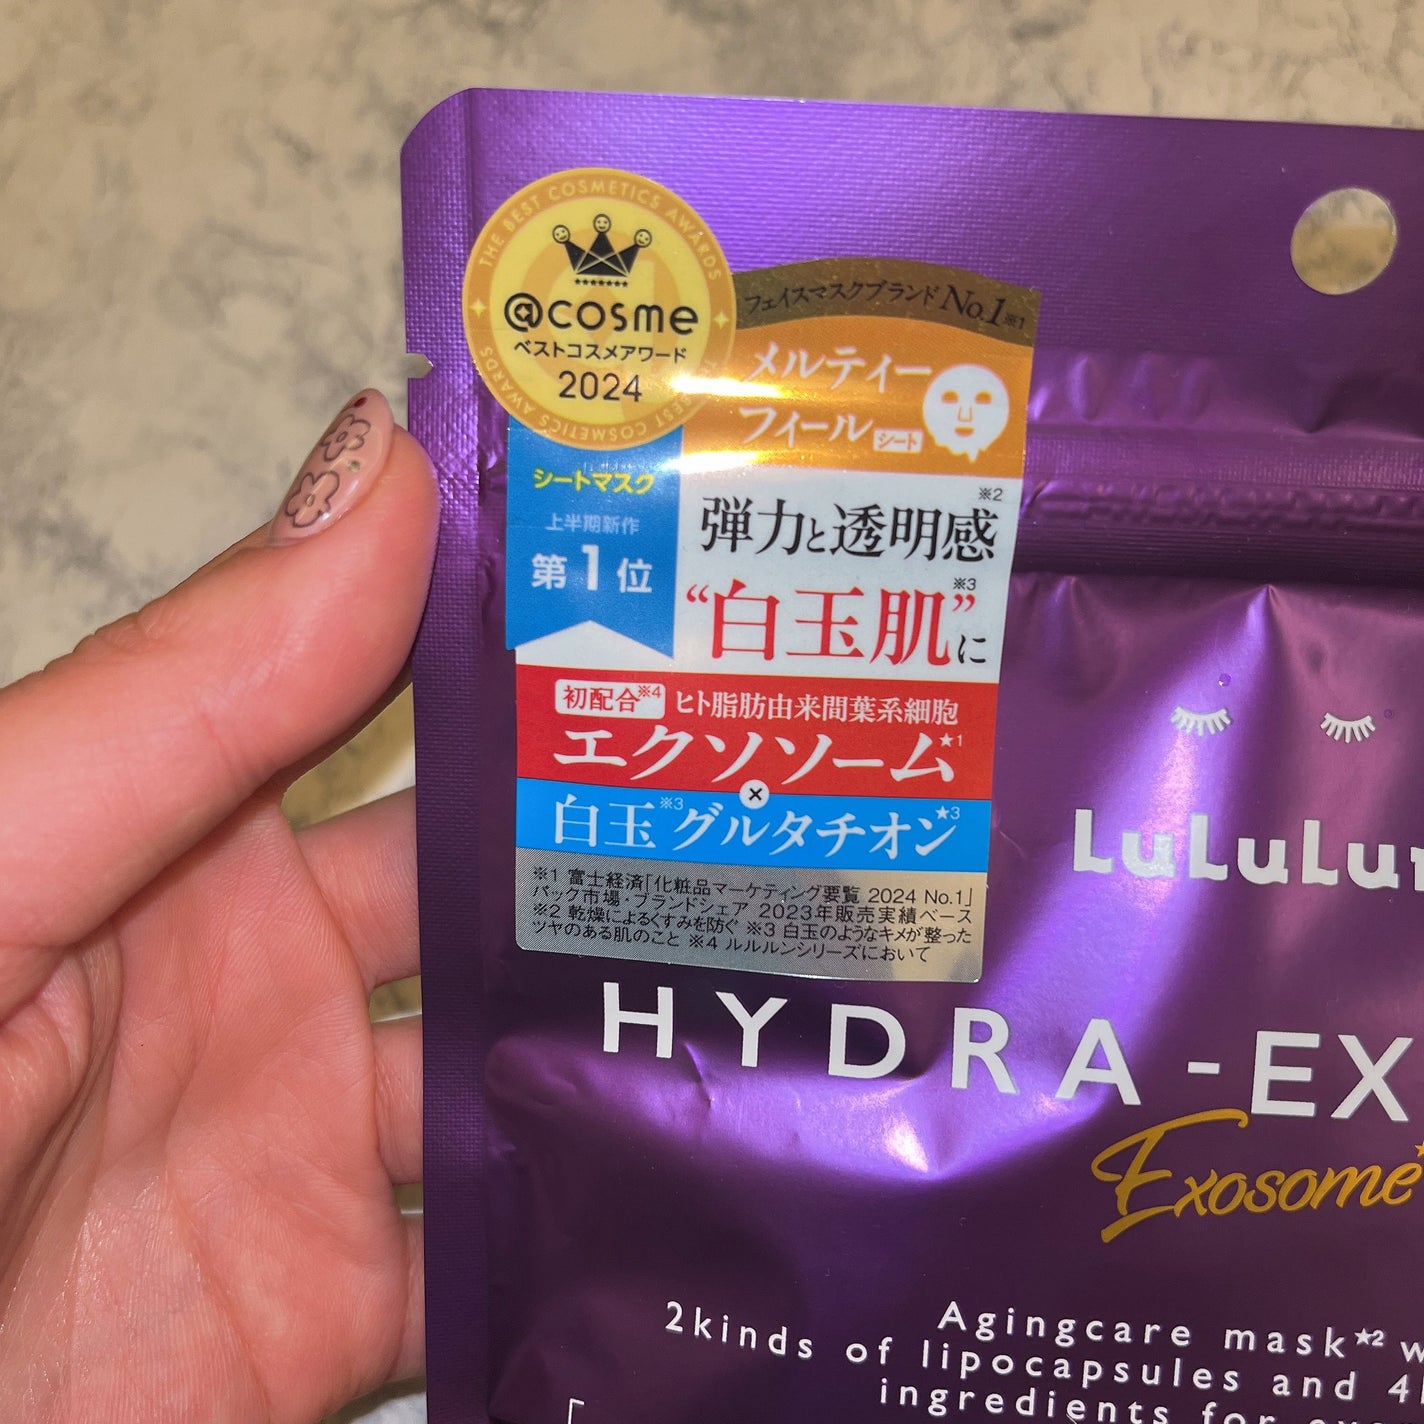 THE BEST COSMETICS AWARDS
@cosme
ベストコスメアワード
2024
フェイスマスクブランドNo.1※1
メルティー
フィールシート
シートマスク
上半期新作
第1位
弾力と透明感※2
“白玉肌”※3に
初配合※4 ヒト脂肪由来間葉系細胞
エクソソーム★1
×
白玉※3グルタチオン★3
※1 富士経済「化粧品マーケティング要覧 2024 No.1」
パック市場・ブランドシェア 2023年販売実績ベース
※2 乾燥によるくすみを防ぐ ※3 白玉のようなキメが整った
ツヤのある肌のこと ※4 ルルルンシリーズにおいて
LuLuLu
HYDRA-EX
Exosome
Agingcare mask★2 w
2kinds of lipocapsules and 4
ingredients for